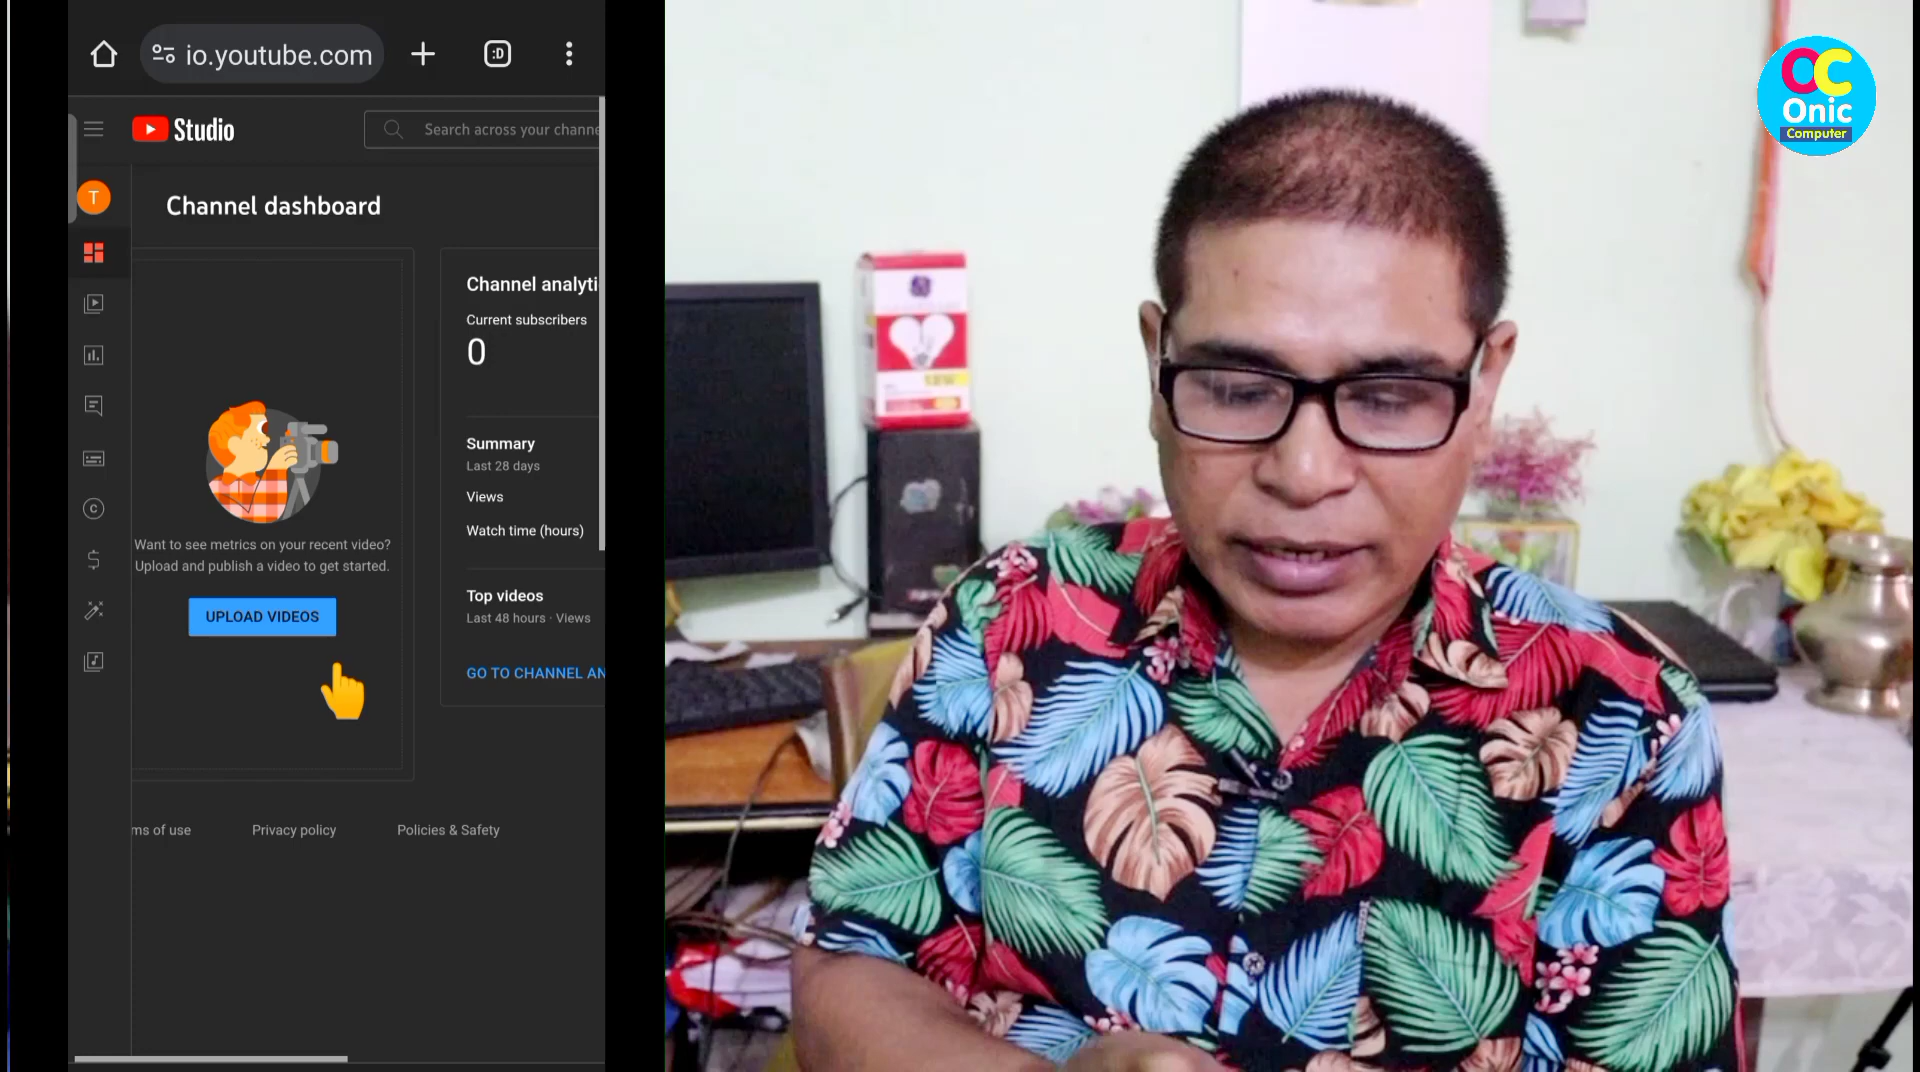 io.youtube.com
:D
Studio
Search across your channe
T
Channel dashboard
Want to see metrics on your recent video?
Upload and publish a video to get started.
UPLOAD VIDEOS
Channel analyti
Current subscribers
0
Summary
Last 28 days
Views
Watch time (hours)
Top videos
Last 48 hours · Views
GO TO CHANNEL AN
ms of use
Privacy policy
Policies & Safety
OC
Onic
Computer